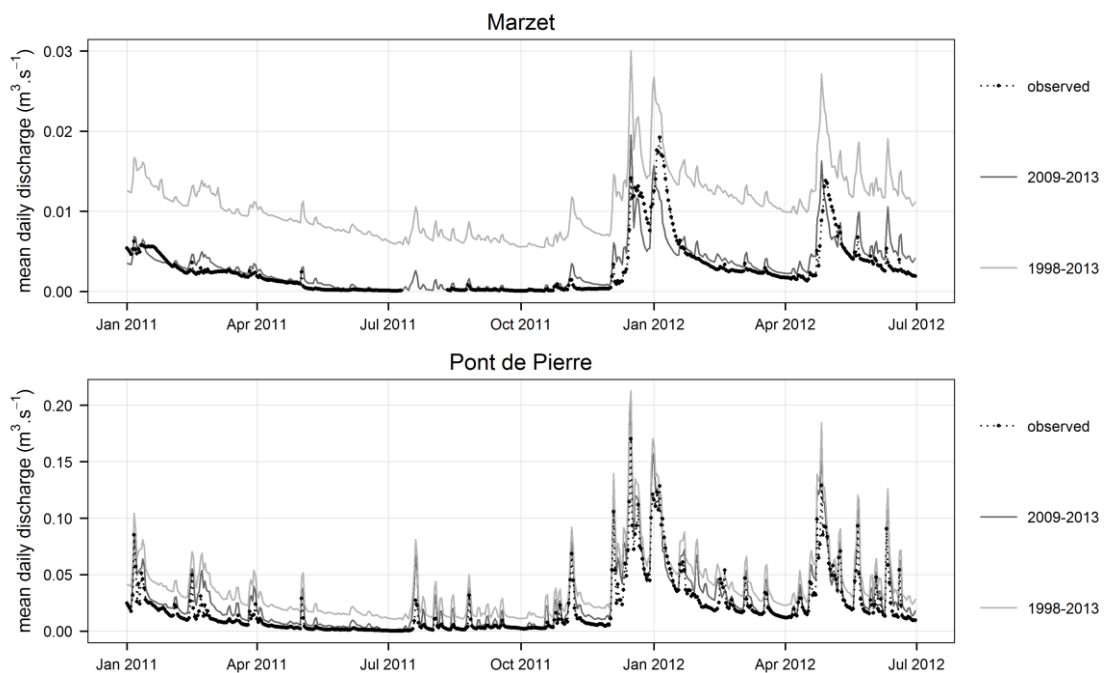 Marzet
mean daily discharge (m³.s⁻¹)
0.03
0.02
0.01
0.00
Jan 2011 Apr 2011 Jul 2011 Oct 2011 Jan 2012 Apr 2012 Jul 2012
observed
2009-2013
1998-2013
Pont de Pierre
mean daily discharge (m³.s⁻¹)
0.20
0.15
0.10
0.05
0.00
Jan 2011 Apr 2011 Jul 2011 Oct 2011 Jan 2012 Apr 2012 Jul 2012
observed
2009-2013
1998-2013